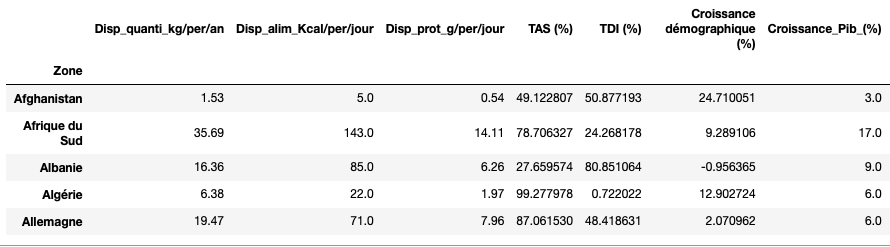 Disp_quanti_kg/per/an Disp_alim_Kcal/per/jour Disp_prot_g/per/jour TAS (%) TDI (%) Croissance démographique (%) Croissance_Pib_(%)
Zone
Afghanistan 1.53 5.0 0.54 49.122807 50.877193 24.710051 3.0
Afrique du Sud 35.69 143.0 14.11 78.706327 24.268178 9.289106 17.0
Albanie 16.36 85.0 6.26 27.659574 80.851064 -0.956365 9.0
Algérie 6.38 22.0 1.97 99.277978 0.722022 12.902724 6.0
Allemagne 19.47 71.0 7.96 87.061530 48.418631 2.070962 6.0